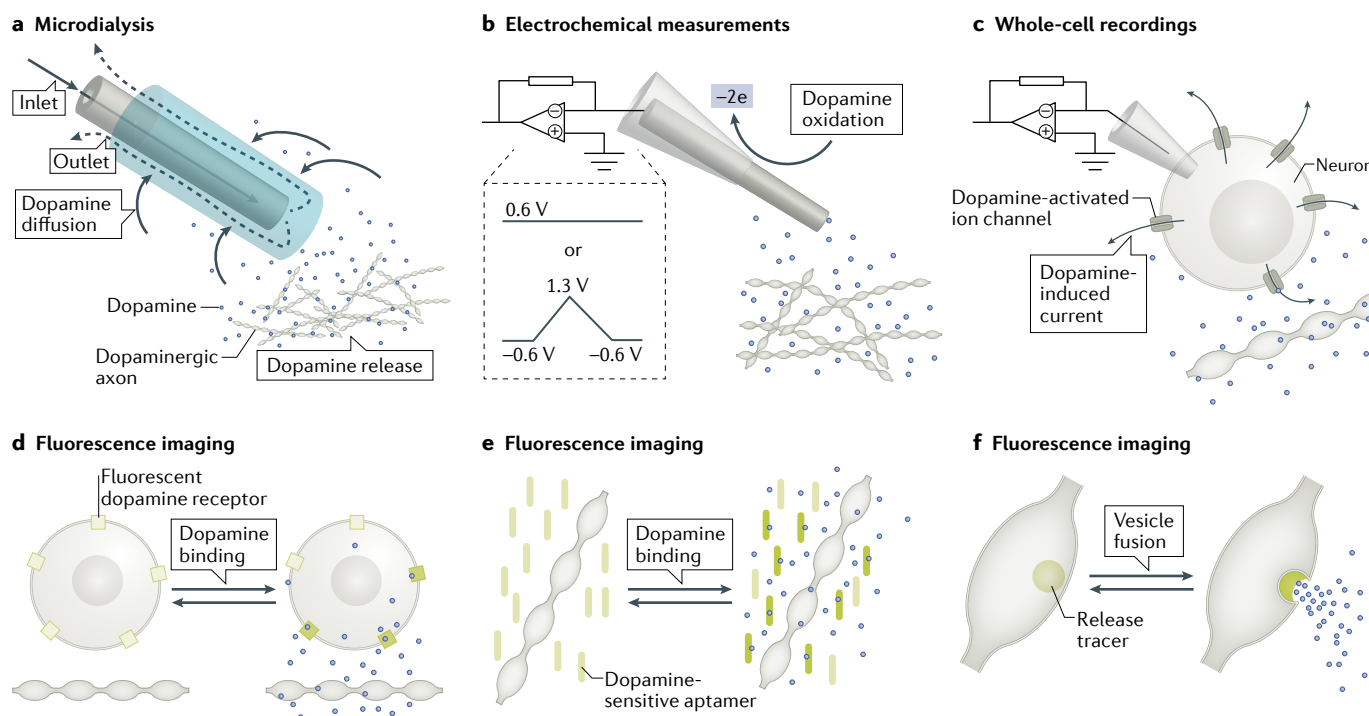 a Microdialysis
Inlet
Outlet
Dopamine
diffusion
Dopamine
Dopaminergic
axon
Dopamine release
b Electrochemical measurements
−2e
Dopamine
oxidation
−
+
0.6 V
or
1.3 V
−0.6 V
−0.6 V
c Whole-cell recordings
−
+
Neuron
Dopamine-activated
ion channel
Dopamine-
induced
current
d Fluorescence imaging
Fluorescent
dopamine receptor
Dopamine
binding
e Fluorescence imaging
Dopamine
binding
Dopamine-
sensitive aptamer
f Fluorescence imaging
Vesicle
fusion
Release
tracer